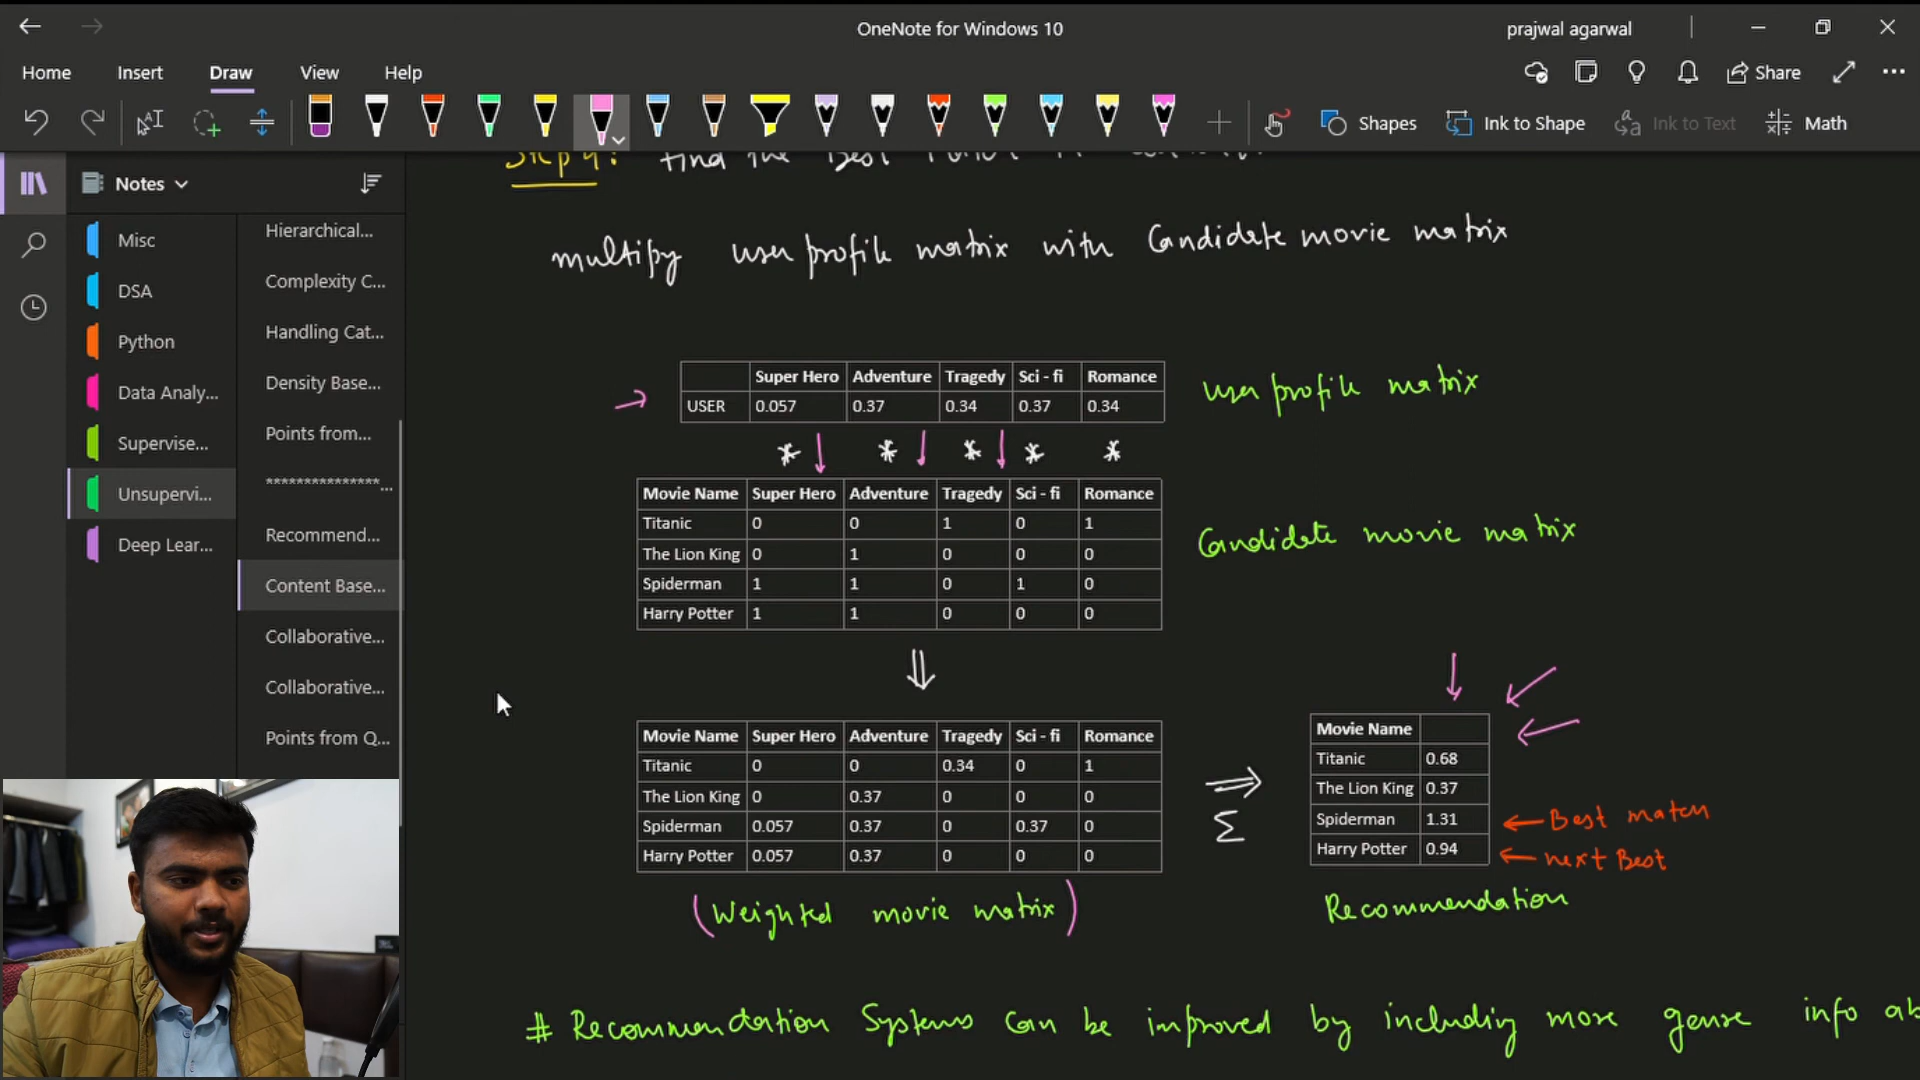 OneNote for Windows 10
prajwal agarwal
Home Insert Draw View Help
Share
Shapes Ink to Shape Ink to Text Math
Notes
Misc
DSA
Python
Data Analy...
Supervise...
Unsupervi...
Deep Lear...
Hierarchical...
Complexity C...
Handling Cat...
Density Base...
Points from...
***************...
Recommend...
Content Base...
Collaborative...
Collaborative...
Points from Q...
Step 4: Find the Best
multipy user profile matrix with Candidate movie matrix
Super Hero Adventure Tragedy Sci - fi Romance
USER 0.057 0.37 0.34 0.37 0.34
user profile matrix
* * * * *
Movie Name Super Hero Adventure Tragedy Sci - fi Romance
Titanic 0 0 1 0 1
The Lion King 0 1 0 0 0
Spiderman 1 1 0 1 0
Harry Potter 1 1 0 0 0
Candidate movie matrix
Movie Name Super Hero Adventure Tragedy Sci - fi Romance
Titanic 0 0 0.34 0 1
The Lion King 0 0.37 0 0 0
Spiderman 0.057 0.37 0 0.37 0
Harry Potter 0.057 0.37 0 0 0
(Weighted movie matrix)
⇒
Σ
Movie Name
Titanic 0.68
The Lion King 0.37
Spiderman 1.31 ← Best match
Harry Potter 0.94 ← next Best
Recommendation
# Recommendation Systems can be improved by including more genre info ab